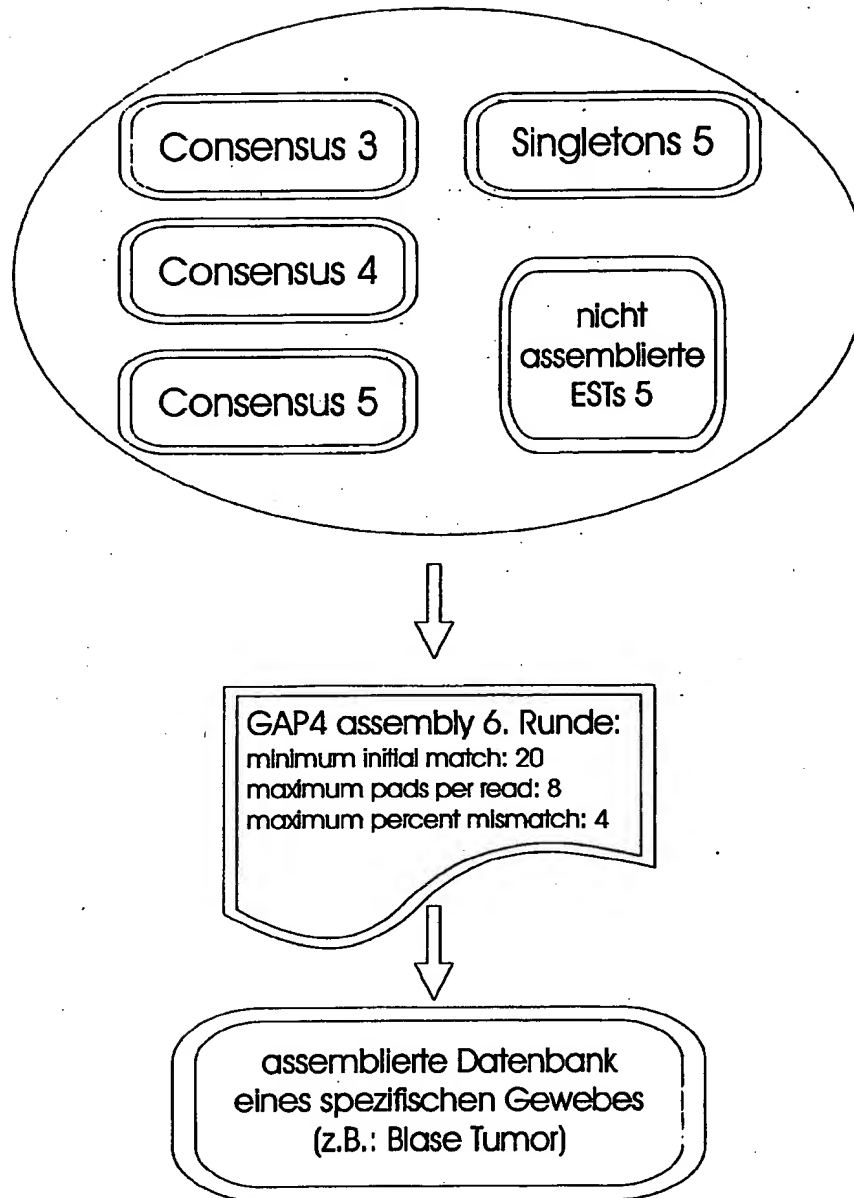 Consensus 3
Singletons 5
Consensus 4
nicht
assemblierte
ESTs 5
Consensus 5
GAP4 assembly 6. Runde:
minimum initial match: 20
maximum pads per read: 8
maximum percent mismatch: 4
assemblierte Datenbank
eines spezifischen Gewebes
(z.B.: Blase Tumor)